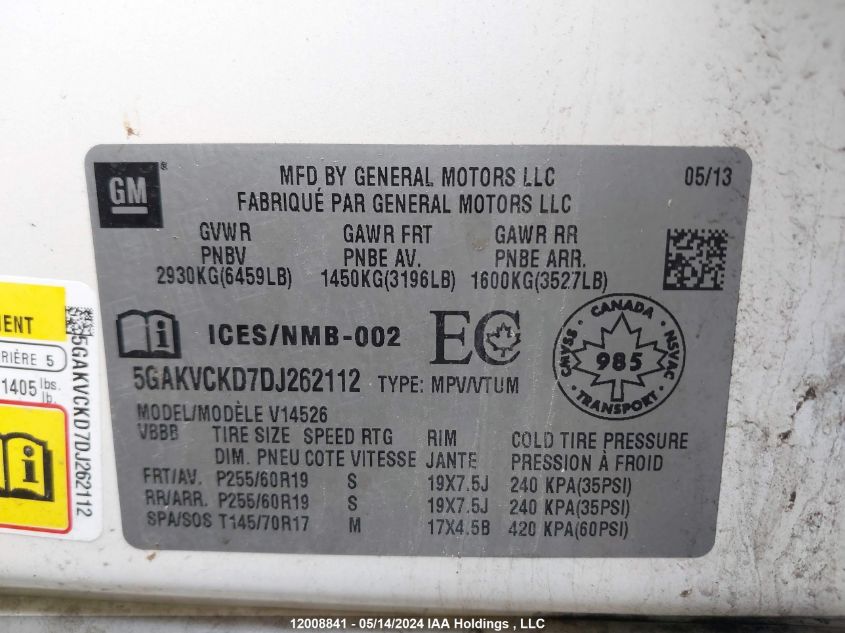 GM
MFD BY GENERAL MOTORS LLC 05/13
FABRIQUÉ PAR GENERAL MOTORS LLC
GVWR GAWR FRT GAWR RR
PNBV PNBE AV. PNBE ARR.
2930KG(6459LB) 1450KG(3196LB) 1600KG(3527LB)
ICES/NMB-002 EC
CANADA
CMVSS 985 NSVAC
TRANSPORT
5GAKVCKD7DJ262112 TYPE: MPV/VTUM
MODEL/MODÈLE V14526
VBBB TIRE SIZE SPEED RTG RIM COLD TIRE PRESSURE
DIM. PNEU COTE VITESSE JANTE PRESSION À FROID
FRT/AV. P255/60R19 S 19X7.5J 240 KPA(35PSI)
RR/ARR. P255/60R19 S 19X7.5J 240 KPA(35PSI)
SPA/SOS T145/70R17 M 17X4.5B 420 KPA(60PSI)
MENT
RIÈRE 5
1405 lbs.
lb.
5GAKVCKD7DJ262112
12008841 - 05/14/2024 IAA Holdings , LLC